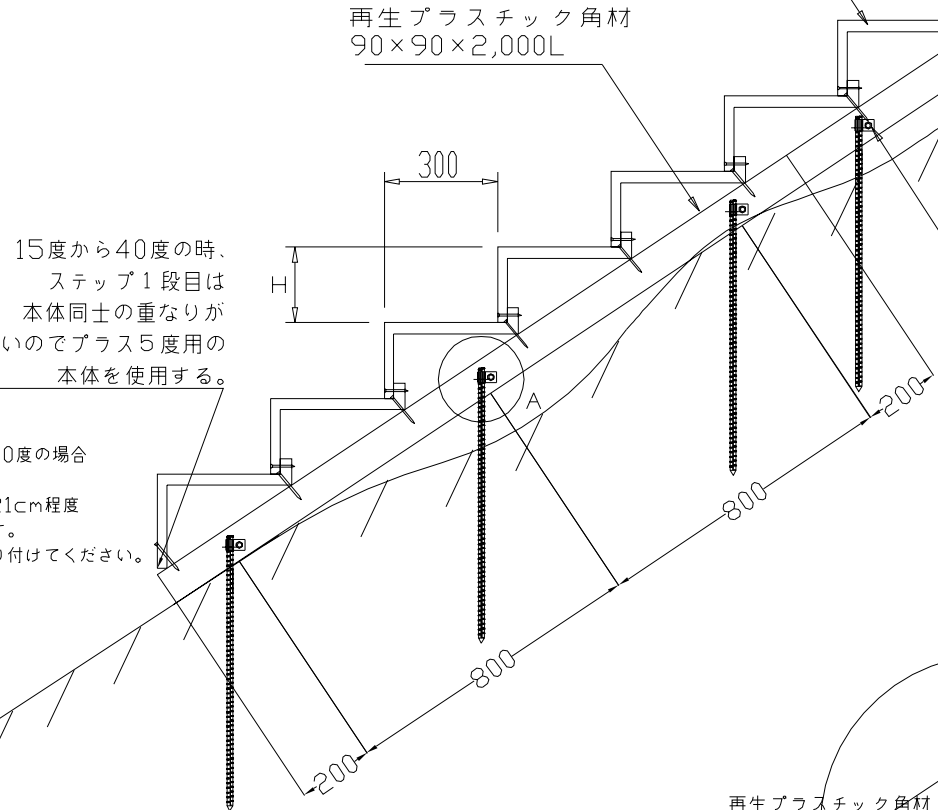 再生プラスチック角材
90×90×2,000L
300
H
15度から40度の時、
ステップ1段目は
本体同士の重なりが
いのでプラス5度用の
本体を使用する。
A
200
0度の場合
21cm程度
す。
り付けてください。
800
800
200
再生プラスチック角材